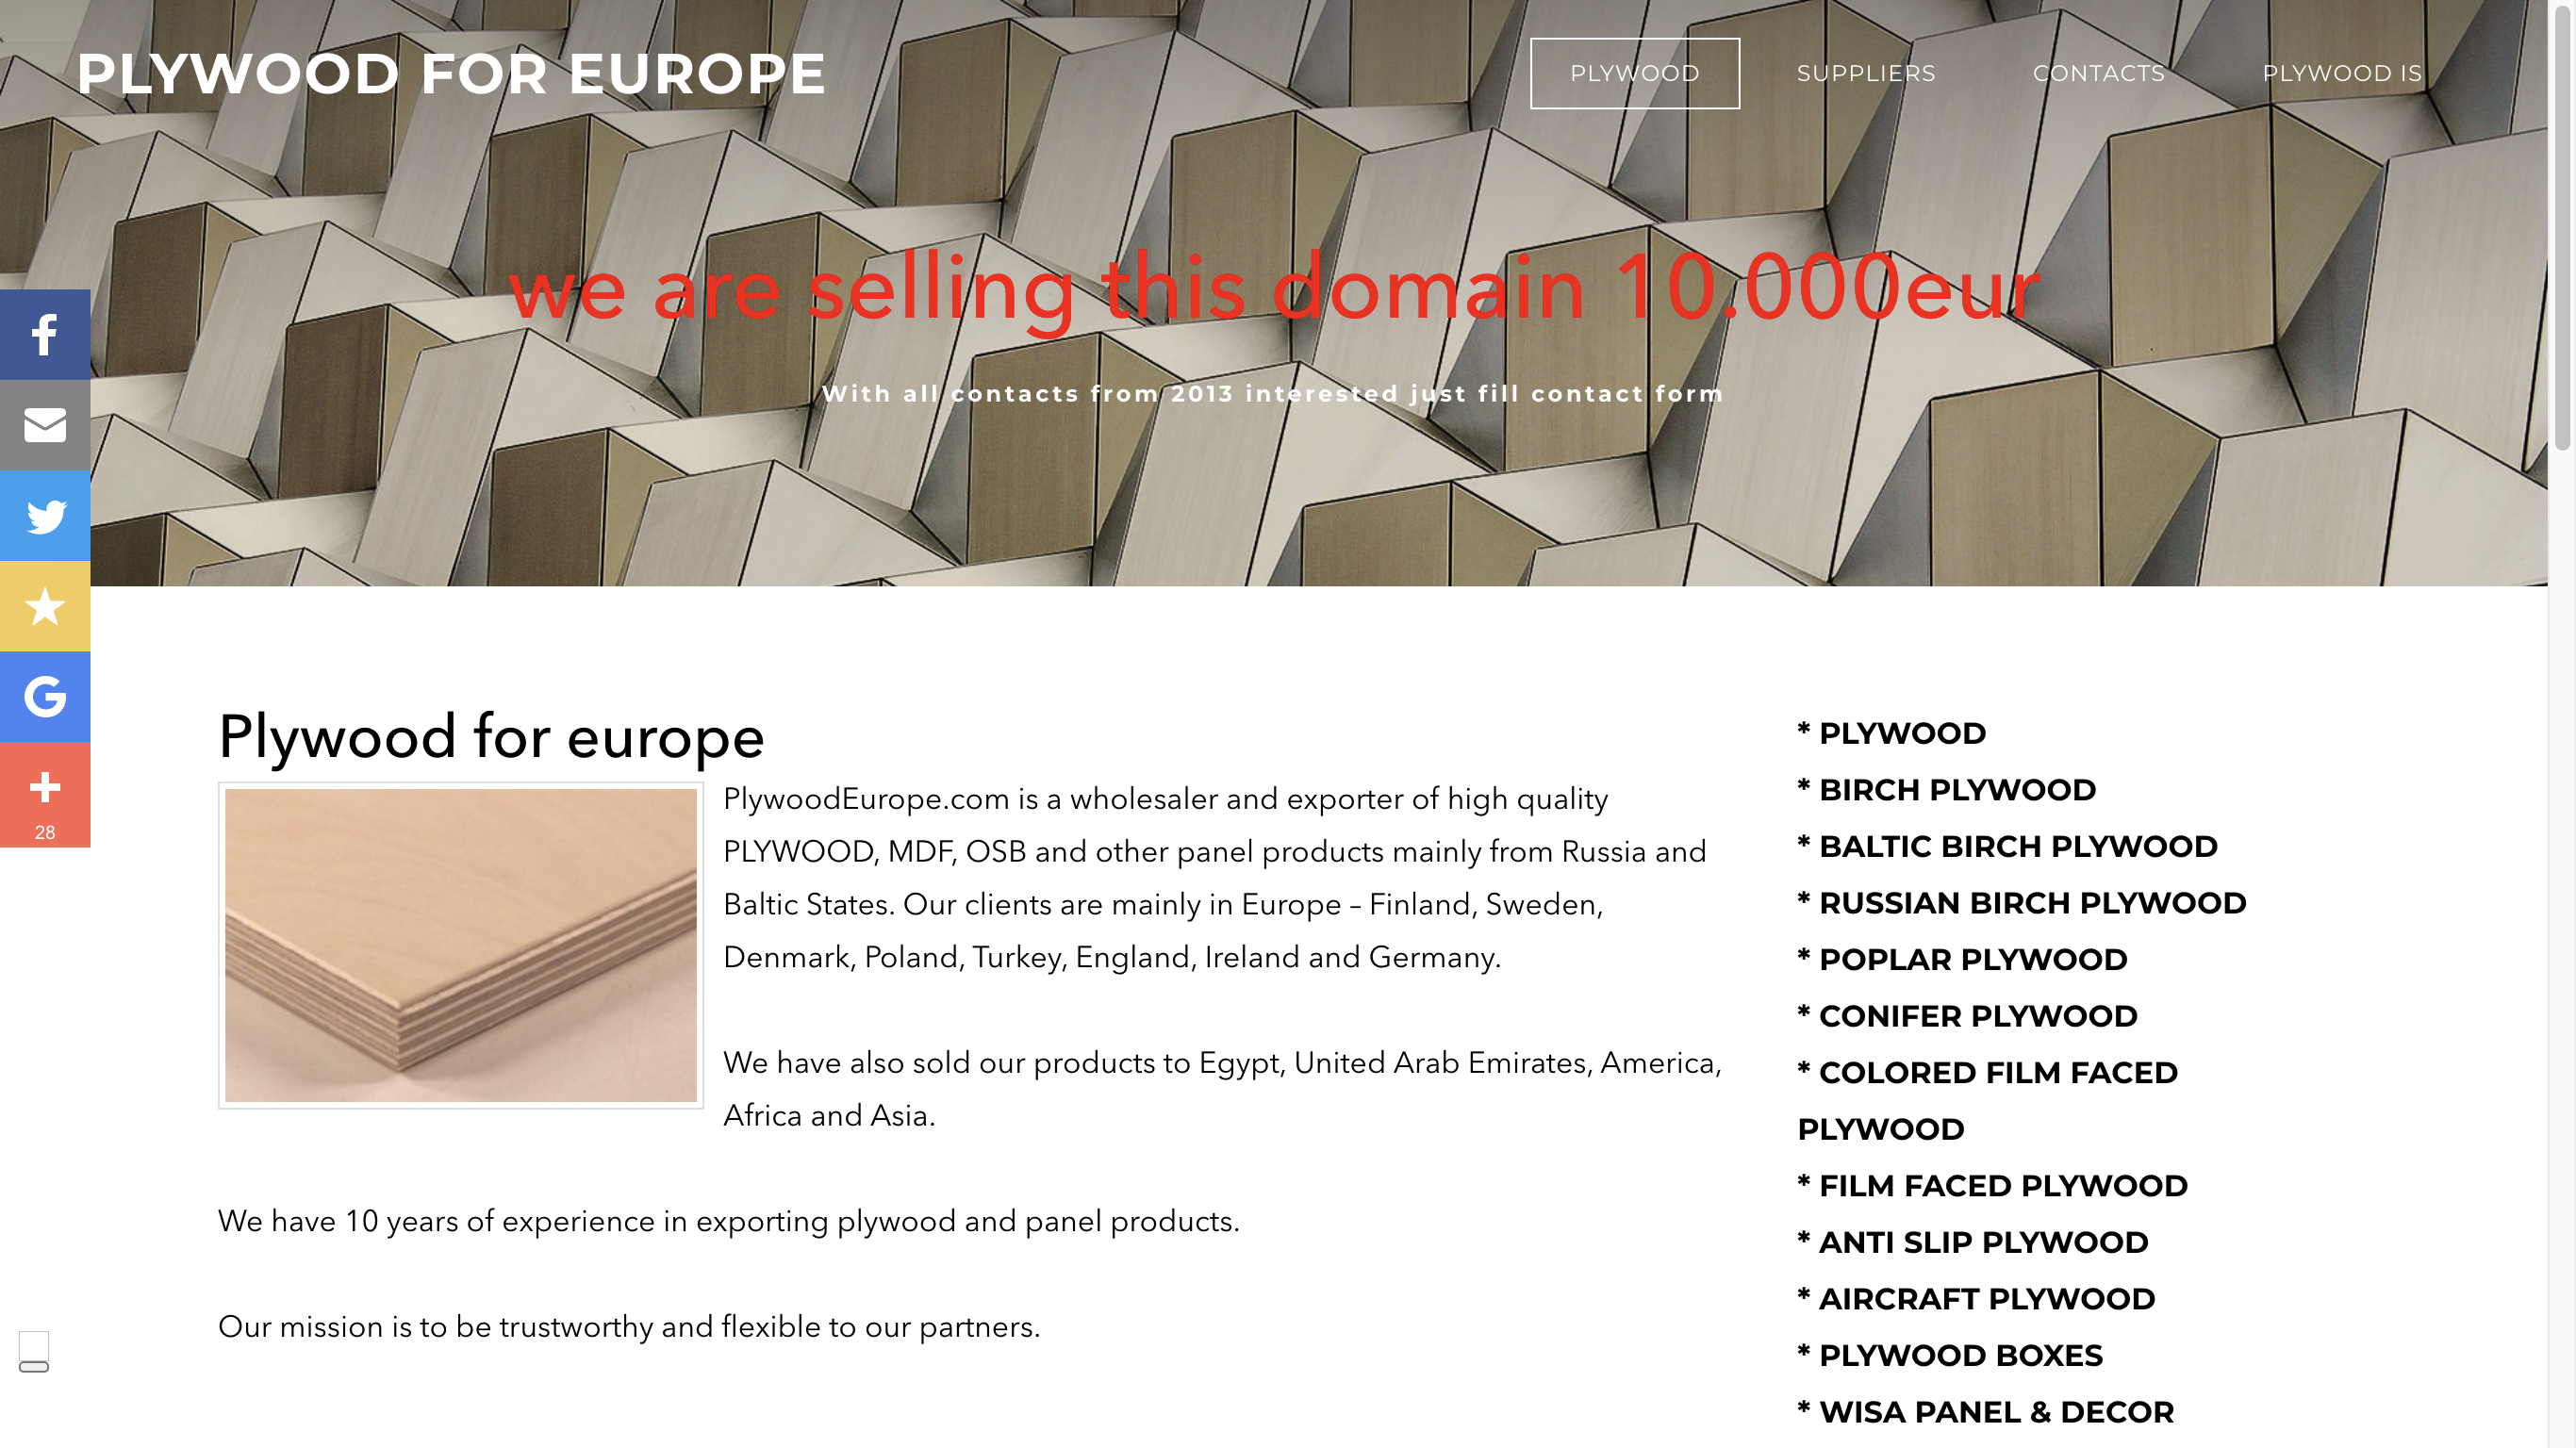 PLYWOOD FOR EUROPE
PLYWOOD
SUPPLIERS
CONTACTS
PLYWOOD IS
we are selling this domain 10.000eur
With all contacts from 2013 interested just fill contact form
28
Plywood for europe
PlywoodEurope.com is a wholesaler and exporter of high quality
PLYWOOD, MDF, OSB and other panel products mainly from Russia and
Baltic States. Our clients are mainly in Europe – Finland, Sweden,
Denmark, Poland, Turkey, England, Ireland and Germany.
We have also sold our products to Egypt, United Arab Emirates, America,
Africa and Asia.
We have 10 years of experience in exporting plywood and panel products.
Our mission is to be trustworthy and flexible to our partners.
* PLYWOOD
* BIRCH PLYWOOD
* BALTIC BIRCH PLYWOOD
* RUSSIAN BIRCH PLYWOOD
* POPLAR PLYWOOD
* CONIFER PLYWOOD
* COLORED FILM FACED
PLYWOOD
* FILM FACED PLYWOOD
* ANTI SLIP PLYWOOD
* AIRCRAFT PLYWOOD
* PLYWOOD BOXES
* WISA PANEL & DECOR